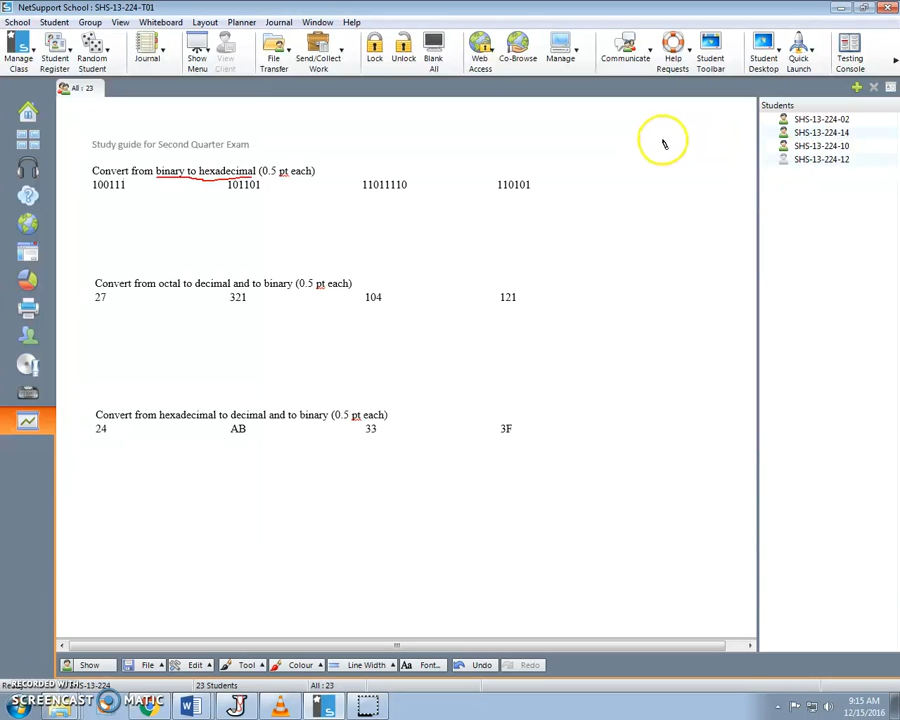 NetSupport School : SHS-13-224-T01
School Student Group View Whiteboard Layout Planner Journal Window Help
Manage Class
Student Register
Random Student
Journal
Show Menu
View Client
File Transfer
Send/Collect Work
Lock
Unlock
Blank All
Web Access
Co-Browse
Manage
Communicate
Help Requests
Student Toolbar
Student Desktop
Quick Launch
Testing Console
All : 23
Students
SHS-13-224-02
SHS-13-224-14
SHS-13-224-10
SHS-13-224-12
Study guide for Second Quarter Exam
Convert from binary to hexadecimal (0.5 pt each)
100111 101101 11011110 110101
Convert from octal to decimal and to binary (0.5 pt each)
27 321 104 121
Convert from hexadecimal to decimal and to binary (0.5 pt each)
24 AB 33 3F
Show File Edit Tool Colour Line Width Aa Font... Undo Redo
23 Students All : 23
RECORDED WITH
SCREENCAST MATIC
9:15 AM
12/15/2016